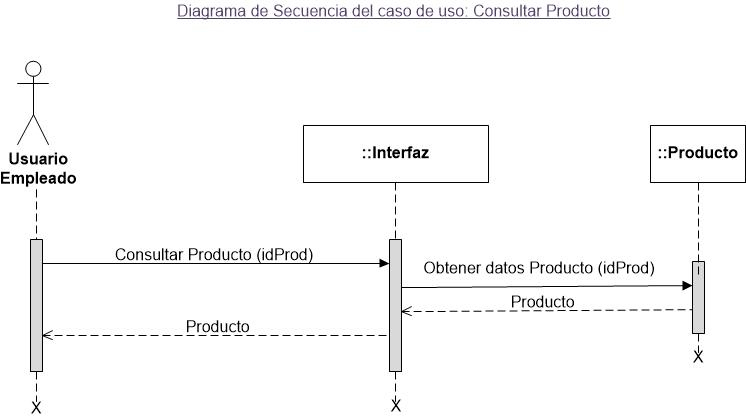 Diagrama de Secuencia del caso de uso: Consultar Producto
Usuario
Empleado
::Interfaz
::Producto
Consultar Producto (idProd)
Obtener datos Producto (idProd)
Producto
Producto
X
X
X